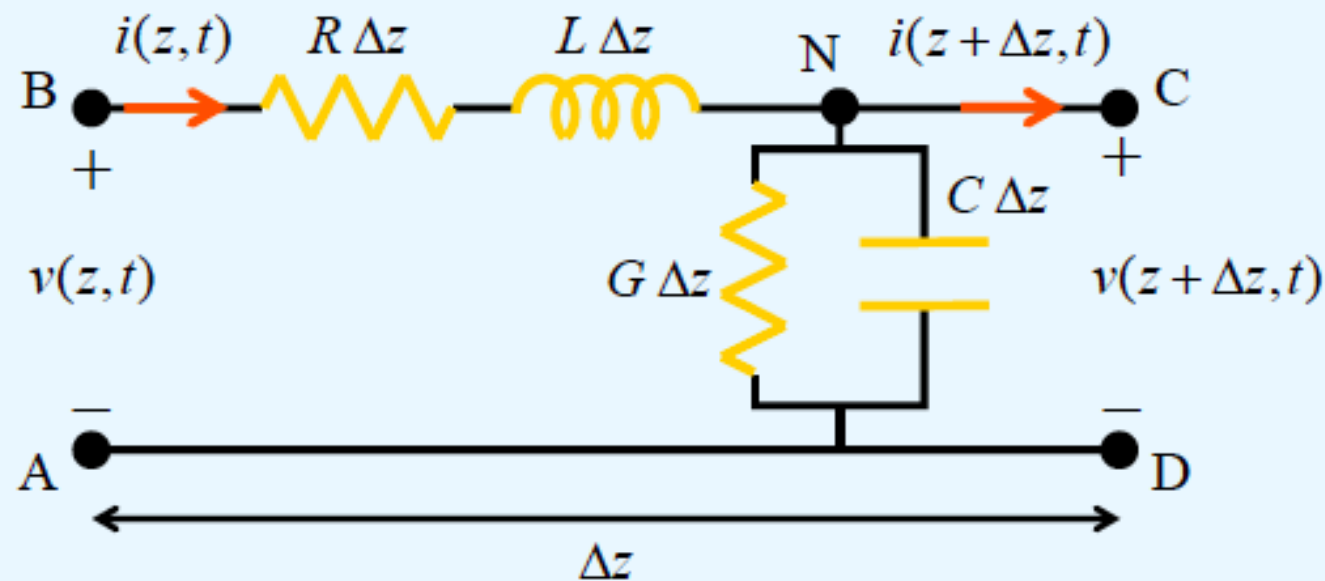 i(z,t) R Δz L Δz N i(z + Δz,t)
B C
+ +
C Δz
v(z,t) G Δz v(z + Δz,t)
− −
A D
Δz